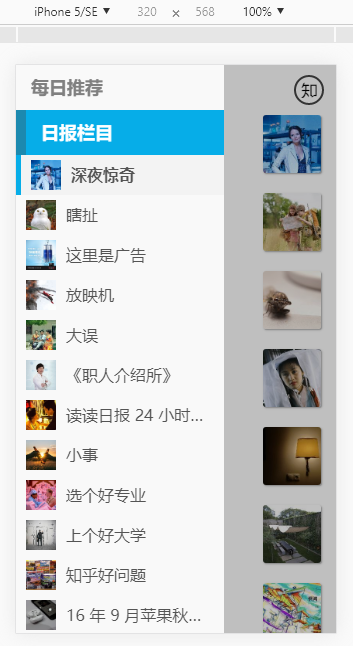 iPhone 5/SE ▼ 320 × 568 100% ▼
每日推荐
知
日报栏目
深夜惊奇
瞎扯
这里是广告
放映机
大误
《职人介绍所》
读读日报 24 小时...
小事
选个好专业
上个好大学
知乎好问题
16 年 9 月苹果秋...